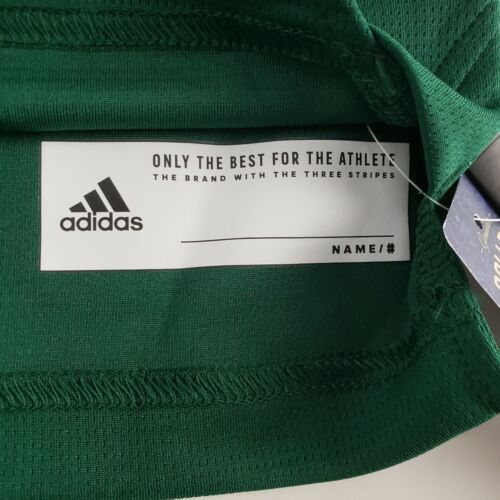 ONLY THE BEST FOR THE ATHLETE
THE BRAND WITH THE THREE STRIPES
adidas
NAME/#